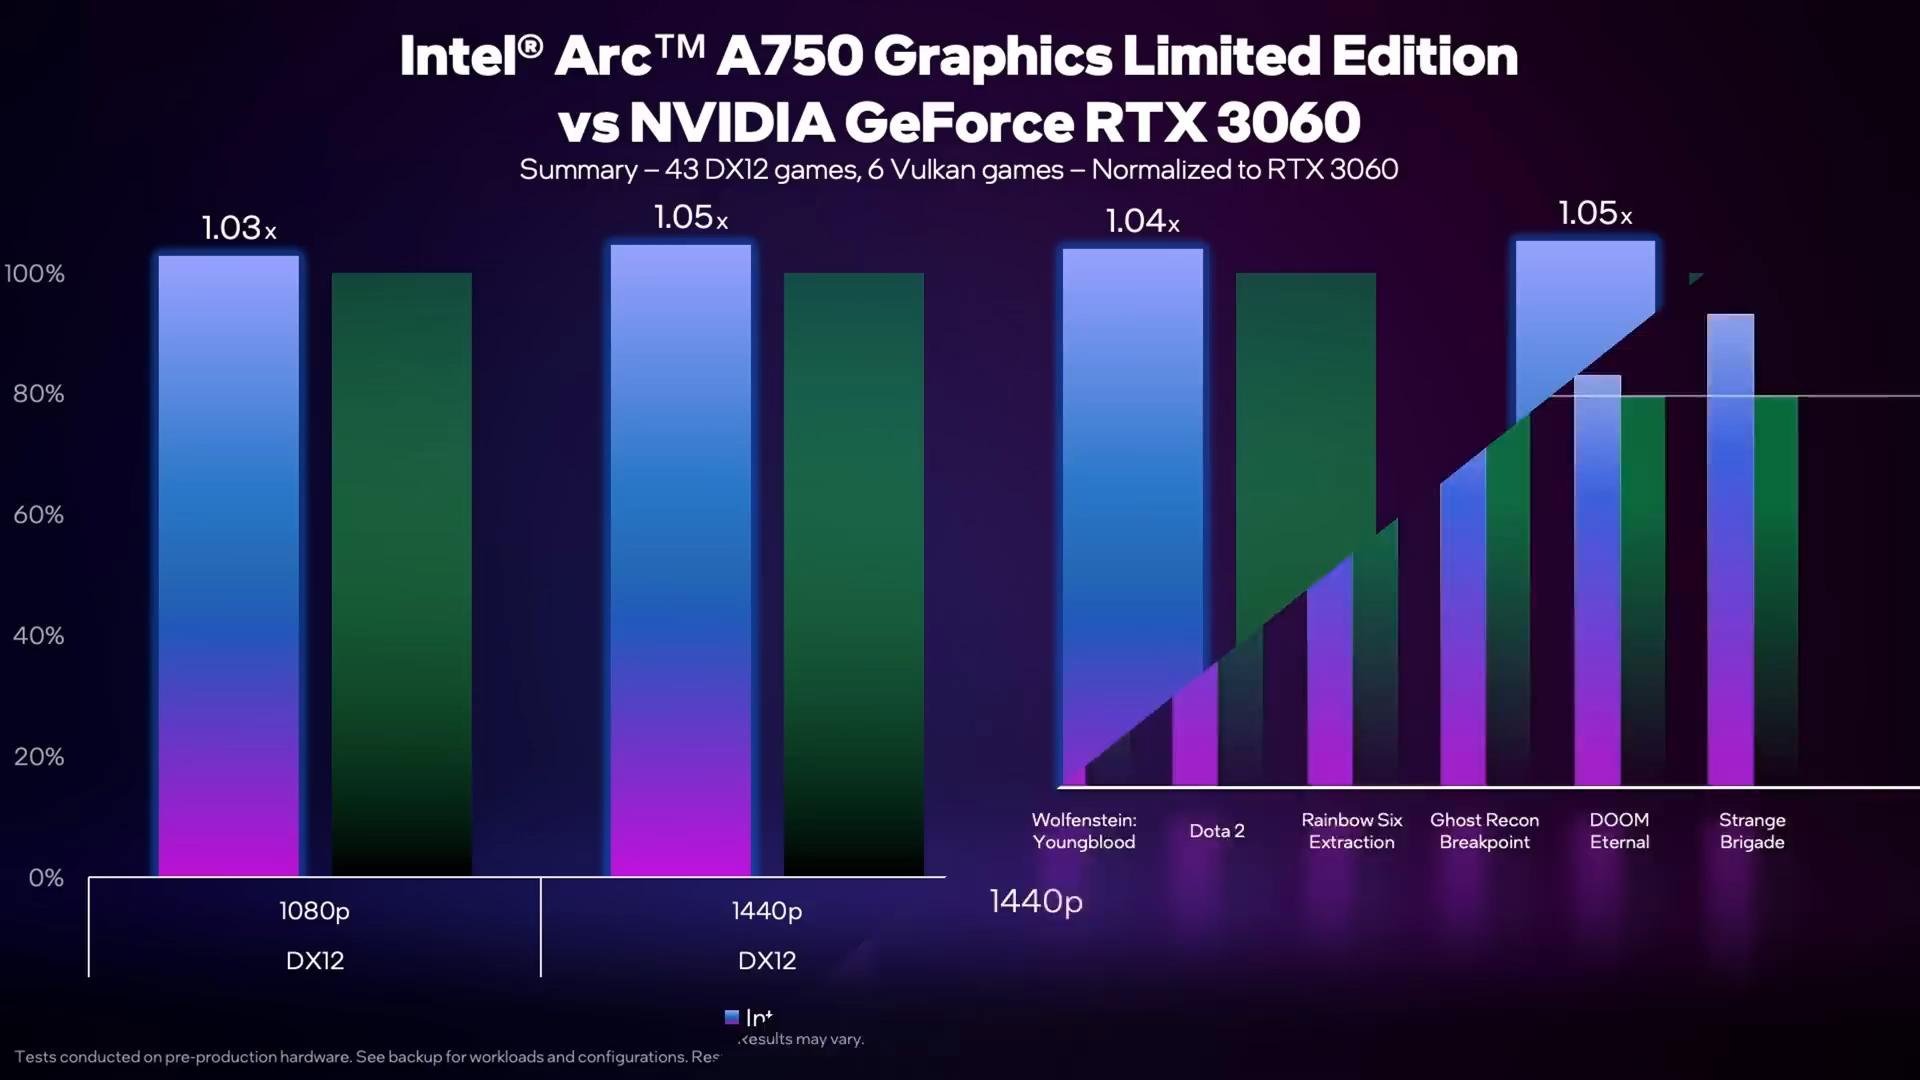 Intel® Arc™ A750 Graphics Limited Edition
vs NVIDIA GeForce RTX 3060
Summary – 43 DX12 games, 6 Vulkan games – Normalized to RTX 3060
1.03x
1.05x
1.04x
1.05x
100%
80%
60%
40%
20%
0%
1080p
DX12
1440p
DX12
Wolfenstein:
Youngblood
Dota 2
Rainbow Six
Extraction
Ghost Recon
Breakpoint
DOOM
Eternal
Strange
Brigade
1440p
Results may vary.
Tests conducted on pre-production hardware. See backup for workloads and configurations.